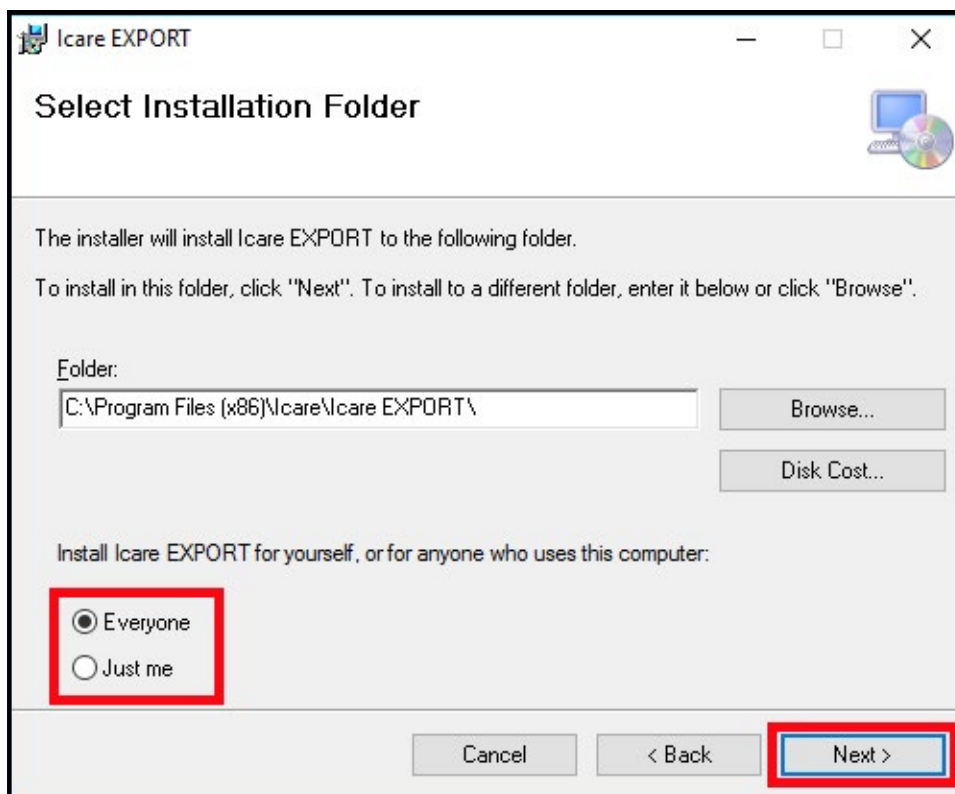 Icare EXPORT
Select Installation Folder
The installer will install Icare EXPORT to the following folder.
To install in this folder, click "Next". To install to a different folder, enter it below or click "Browse".
Folder:
C:\Program Files (x86)\Icare\Icare EXPORT\
Browse...
Disk Cost...
Install Icare EXPORT for yourself, or for anyone who uses this computer:
Everyone
Just me
Cancel
< Back
Next >